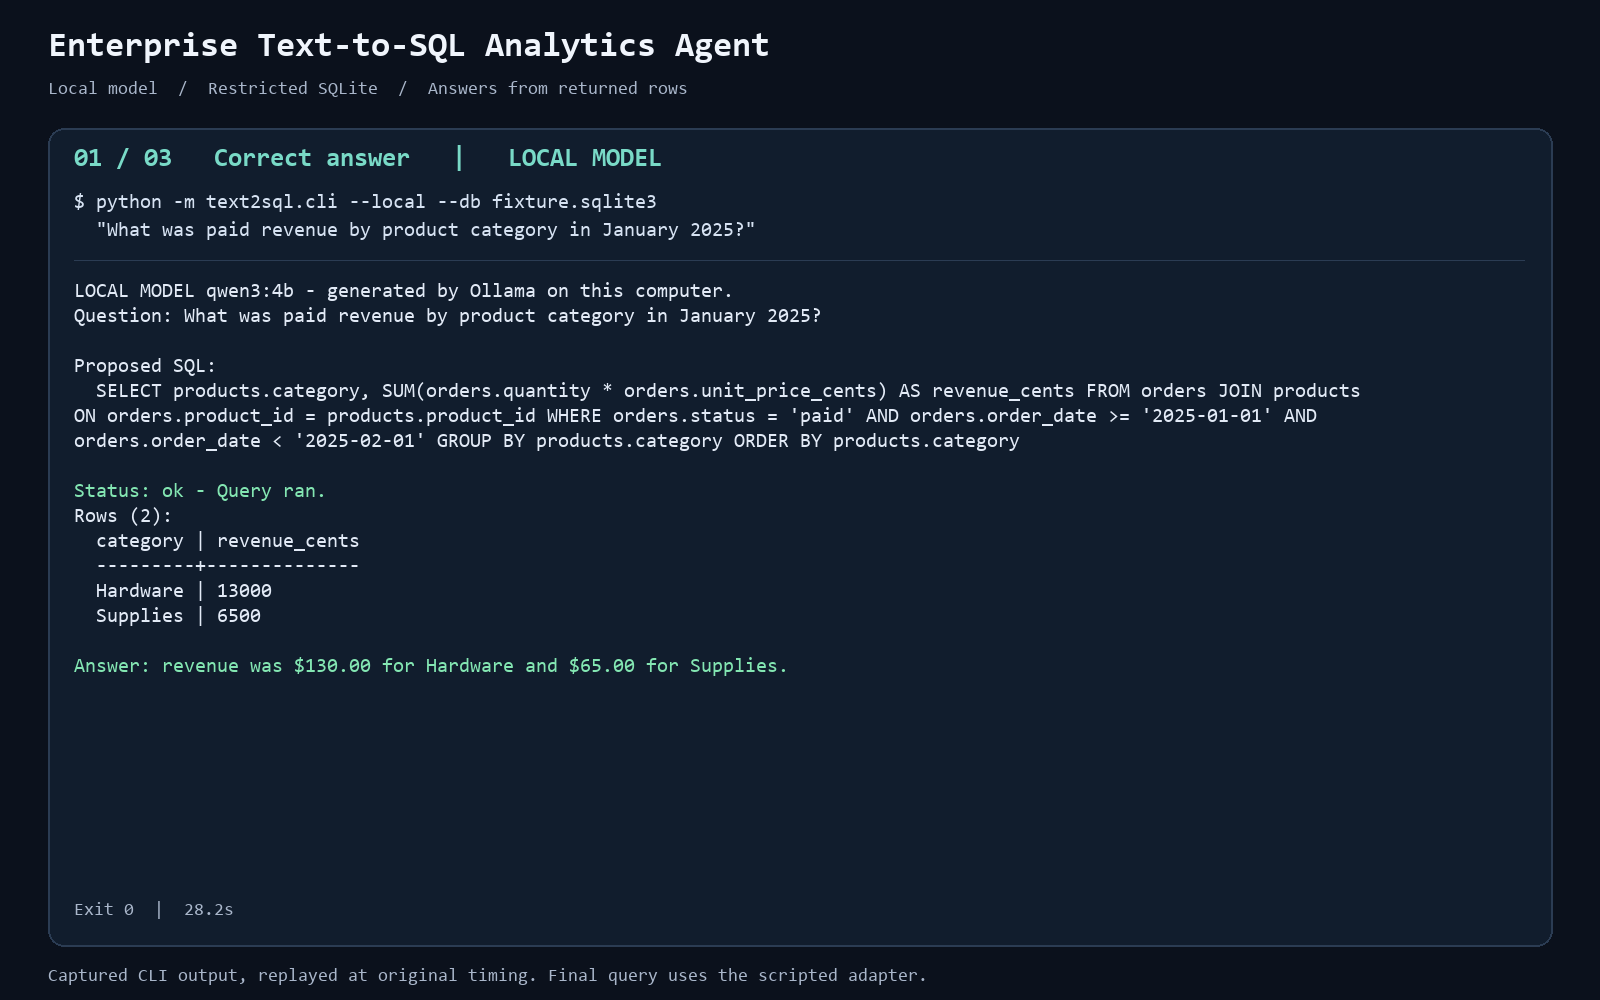 Enterprise Text-to-SQL Analytics Agent
Local model / Restricted SQLite / Answers from returned rows
01 / 03 Correct answer | LOCAL MODEL
$ python -m text2sql.cli --local --db fixture.sqlite3
"What was paid revenue by product category in January 2025?"
LOCAL MODEL qwen3:4b - generated by Ollama on this computer.
Question: What was paid revenue by product category in January 2025?
Proposed SQL:
SELECT products.category, SUM(orders.quantity * orders.unit_price_cents) AS revenue_cents FROM orders JOIN products
ON orders.product_id = products.product_id WHERE orders.status = 'paid' AND orders.order_date >= '2025-01-01' AND
orders.order_date < '2025-02-01' GROUP BY products.category ORDER BY products.category
Status: ok - Query ran.
Rows (2):
category | revenue_cents
---------+--------------
Hardware | 13000
Supplies | 6500
Answer: revenue was $130.00 for Hardware and $65.00 for Supplies.
Exit 0 | 28.2s
Captured CLI output, replayed at original timing. Final query uses the scripted adapter.